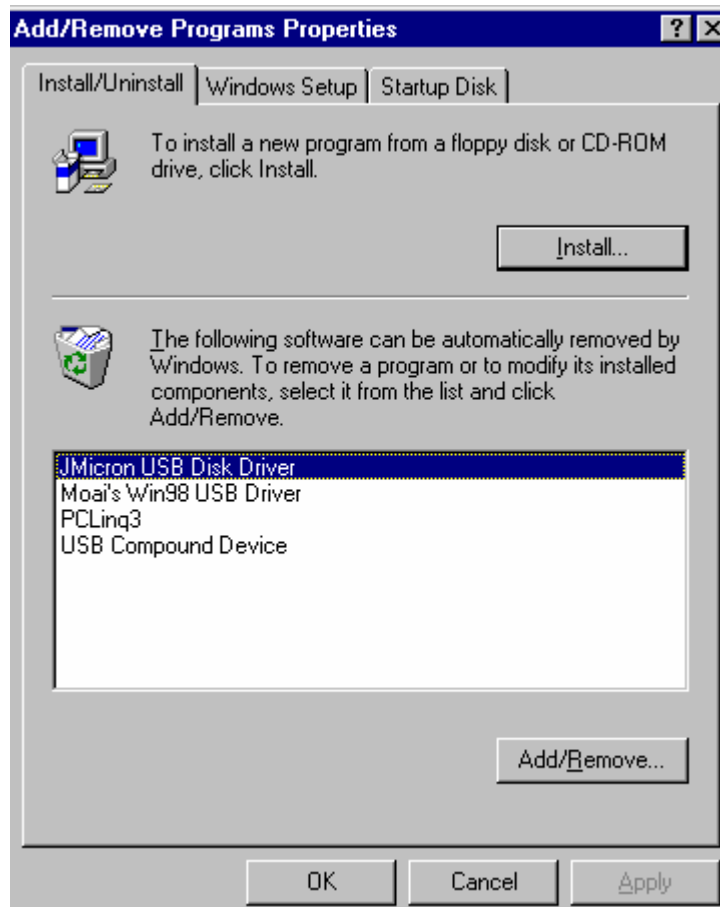 Add/Remove Programs Properties
Install/Uninstall Windows Setup Startup Disk
To install a new program from a floppy disk or CD-ROM
drive, click Install.
Install...
The following software can be automatically removed by
Windows. To remove a program or to modify its installed
components, select it from the list and click
Add/Remove.
JMicron USB Disk Driver
Moai's Win98 USB Driver
PCLinq3
USB Compound Device
Add/Remove...
OK Cancel Apply